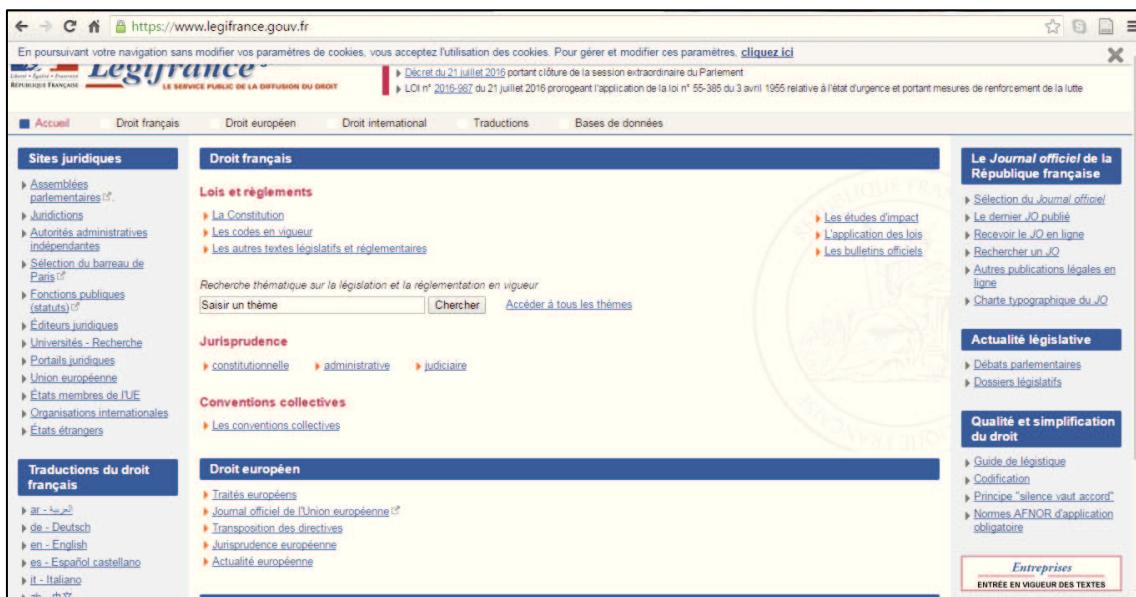 https://www.legifrance.gouv.fr
En poursuivant votre navigation sans modifier vos paramètres de cookies, vous acceptez l'utilisation des cookies. Pour gérer et modifier ces paramètres, cliquez ici
Legifrance
RÉPUBLIQUE FRANÇAISE
LE SERVICE PUBLIC DE LA DIFFUSION DU DROIT
Décret du 21 juillet 2016 portant clôture de la session extraordinaire du Parlement
LOI n° 2016-987 du 21 juillet 2016 prorogeant l'application de la loi n° 55-385 du 3 avril 1955 relative à l'état d'urgence et portant mesures de renforcement de la lutte
Accueil Droit français Droit européen Droit international Traductions Bases de données
Sites juridiques
Assemblées
parlementaires.
Juridictions
Autorités administratives
indépendantes
Sélection du barreau de
Paris
Fonctions publiques
(statuts)
Éditeurs juridiques
Universités - Recherche
Portails juridiques
Union européenne
États membres de l'UE
Organisations internationales
États étrangers
Traductions du droit
français
ar - العربية
de - Deutsch
en - English
es - Español castellano
it - Italiano
Droit français
Lois et règlements
La Constitution
Les codes en vigueur
Les autres textes législatifs et réglementaires
Les études d'impact
L'application des lois
Les bulletins officiels
Recherche thématique sur la législation et la réglementation en vigueur
Saisir un thème Chercher Accéder à tous les thèmes
Jurisprudence
constitutionnelle administrative judiciaire
Conventions collectives
Les conventions collectives
Droit européen
Traités européens
Journal officiel de l'Union européenne
Transposition des directives
Jurisprudence européenne
Actualité européenne
Le Journal officiel de la
République française
Sélection du Journal officiel
Le dernier JO publié
Recevoir le JO en ligne
Rechercher un JO
Autres publications légales en
ligne
Charte typographique du JO
Actualité législative
Débats parlementaires
Dossiers législatifs
Qualité et simplification
du droit
Guide de légistique
Codification
Principe "silence vaut accord"
Normes AFNOR d'application
obligatoire
Entreprises
ENTRÉE EN VIGUEUR DES TEXTES